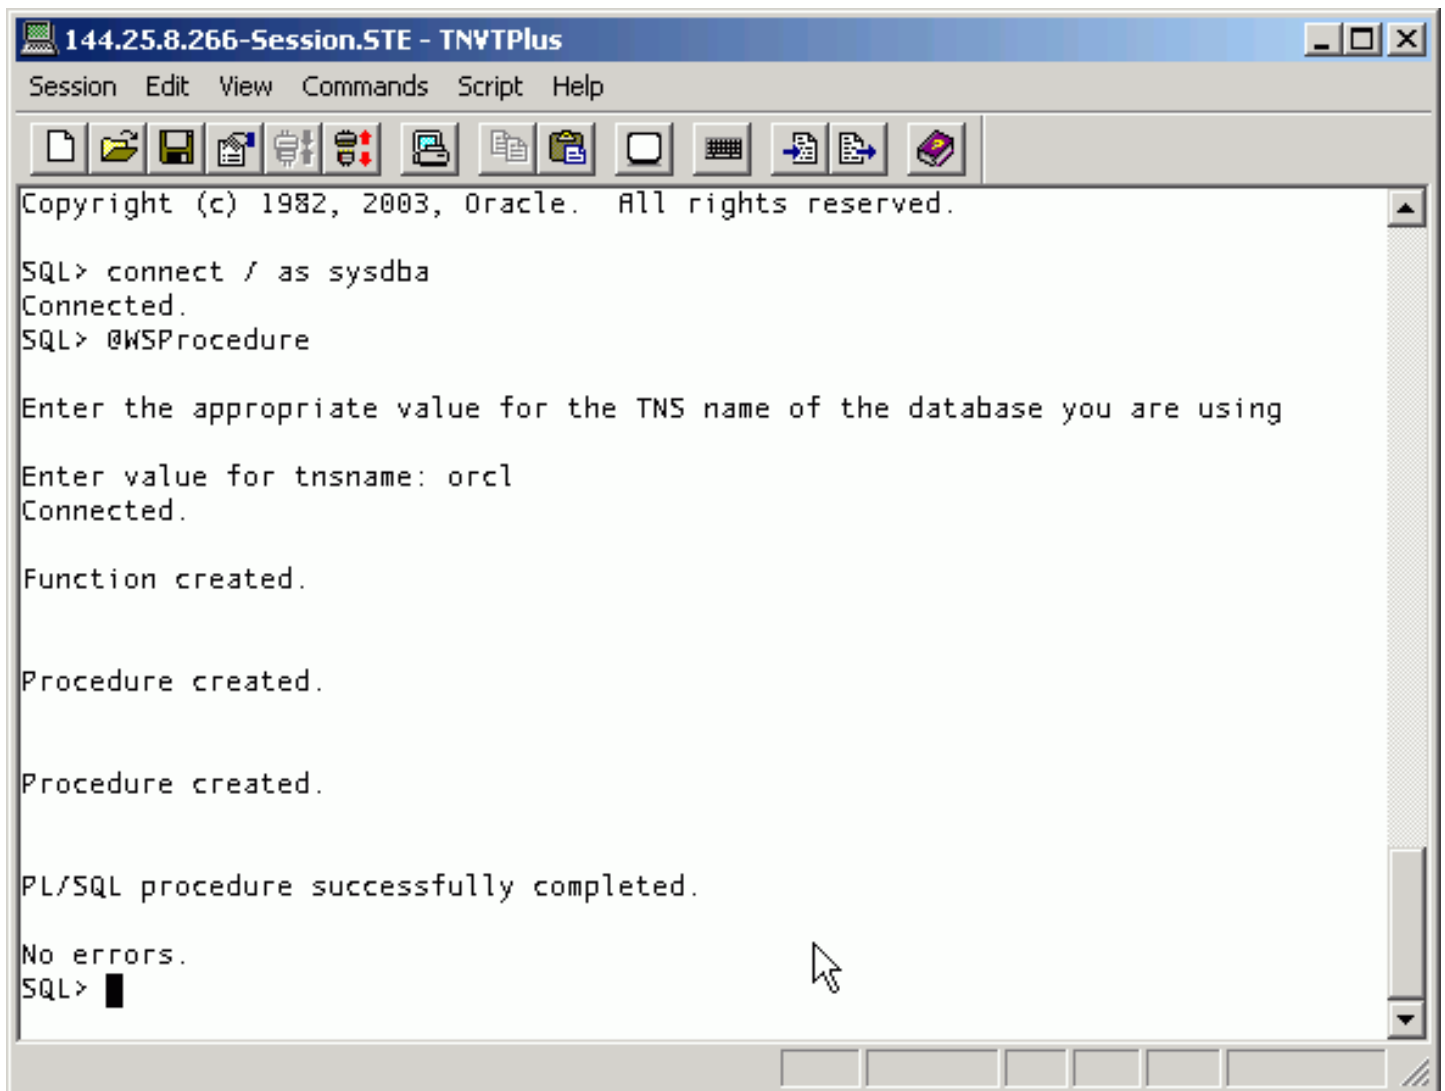 144.25.8.266-Session.STE - TNVTPlus
Session Edit View Commands Script Help
Copyright (c) 1982, 2003, Oracle.  All rights reserved.
SQL> connect / as sysdba
Connected.
SQL> @WSProcedure
Enter the appropriate value for the TNS name of the database you are using
Enter value for tnsname: orcl
Connected.
Function created.
Procedure created.
Procedure created.
PL/SQL procedure successfully completed.
No errors.
SQL>